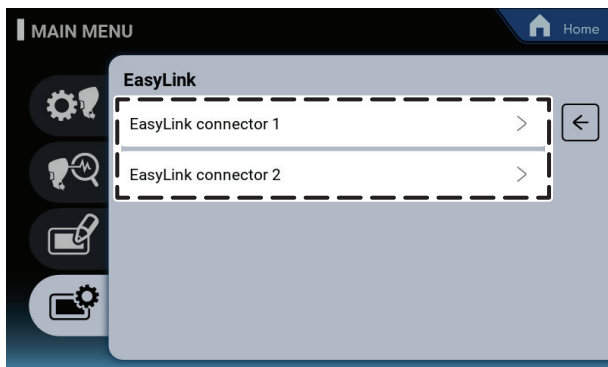 MAIN MENU
Home
EasyLink
EasyLink connector 1
EasyLink connector 2